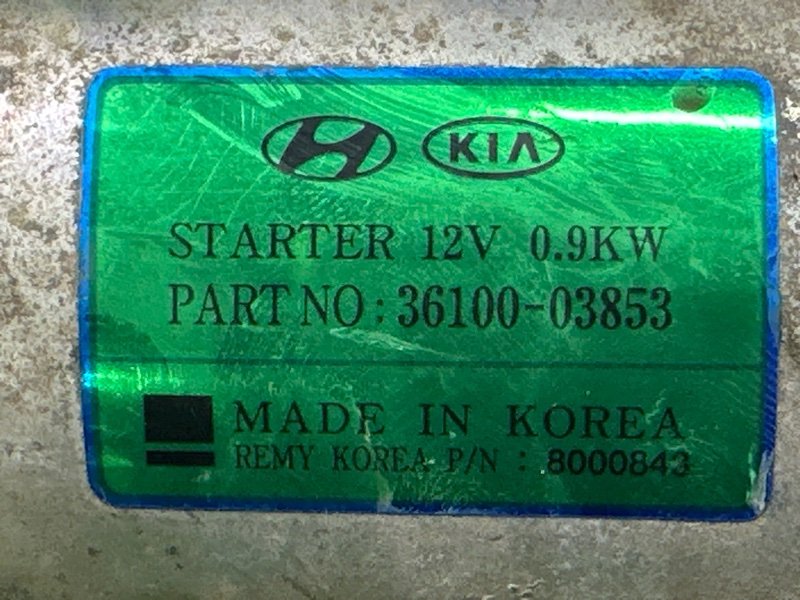 KIA
STARTER 12V 0.9KW
PART NO : 36100-03853
MADE IN KOREA
REMY KOREA P/N : 8000843